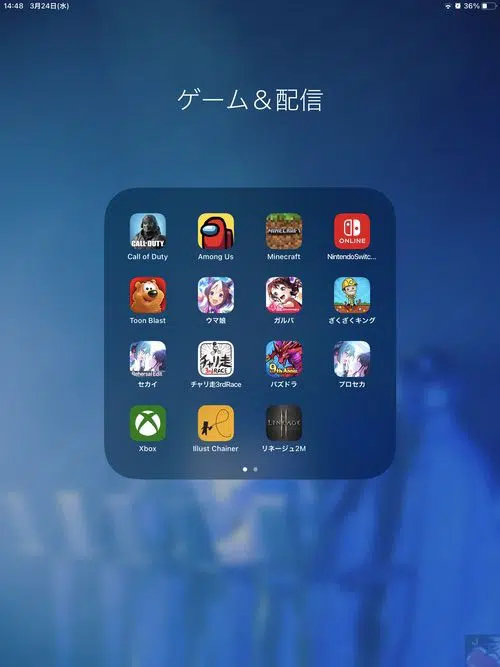 14:48 3月24日(水)
36%
ゲーム＆配信
CALL·DUTY
MINECRAFT
ONLINE
Call of Duty
Among Us
Minecraft
NintendoSwitc...
Toon Blast
ウマ娘
ガルパ
ざくざくキング
Rehersal Edit.
チャリ走
3rd RACE
9th Anniv.
セカイ
チャリ走3rdRace
パズドラ
プロセカ
LINEAGE
Xbox
Illust Chainer
リネージュ2M